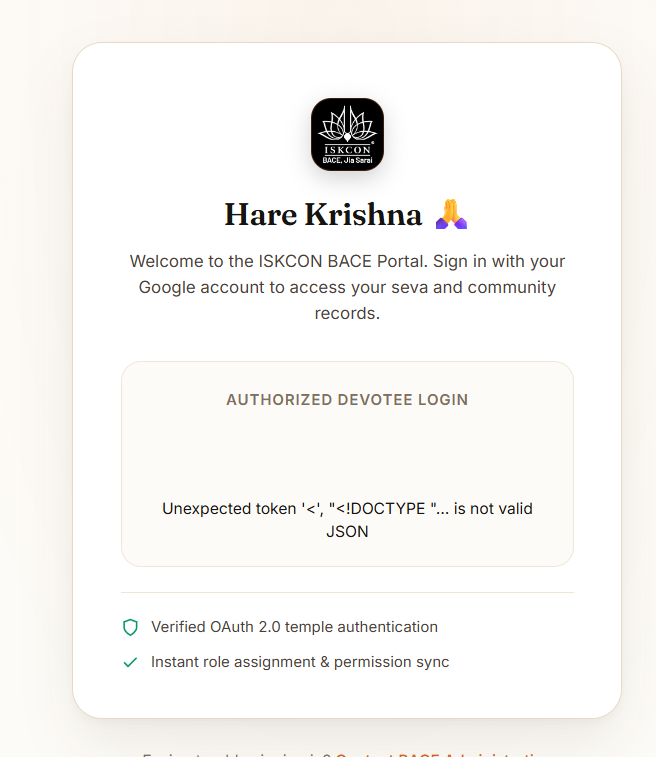 ISKCON
BACE, Jia Sarai
Hare Krishna 🙏
Welcome to the ISKCON BACE Portal. Sign in with your
Google account to access your seva and community
records.
AUTHORIZED DEVOTEE LOGIN
Unexpected token '<', "<!DOCTYPE "... is not valid
JSON
Verified OAuth 2.0 temple authentication
Instant role assignment & permission sync